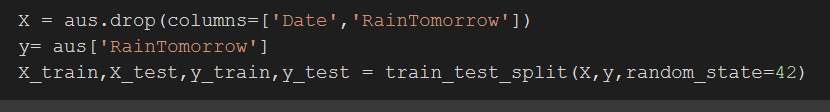 X = aus.drop(columns=['Date','RainTomorrow'])
y= aus['RainTomorrow']
X_train,X_test,y_train,y_test = train_test_split(X,y,random_state=42)